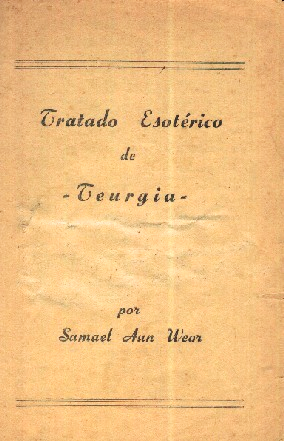 Tratado Esotérico
de
- Teurgia -
por
Samael Aun Weor